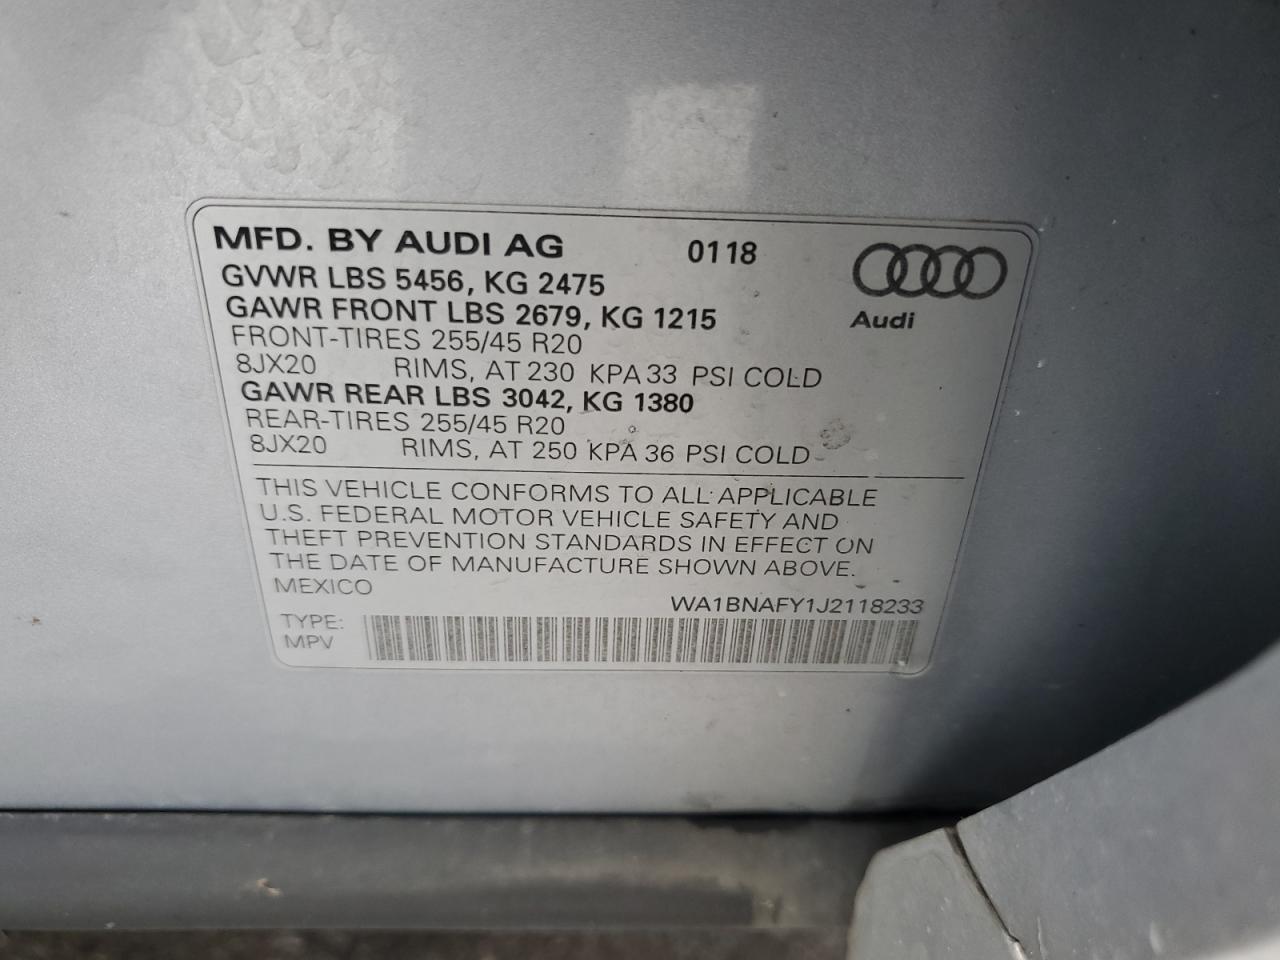 MFD. BY AUDI AG 0118
GVWR LBS 5456, KG 2475
GAWR FRONT LBS 2679, KG 1215
Audi
FRONT-TIRES 255/45 R20
8JX20 RIMS, AT 230 KPA 33 PSI COLD
GAWR REAR LBS 3042, KG 1380
REAR-TIRES 255/45 R20
8JX20 RIMS, AT 250 KPA 36 PSI COLD
THIS VEHICLE CONFORMS TO ALL APPLICABLE
U.S. FEDERAL MOTOR VEHICLE SAFETY AND
THEFT PREVENTION STANDARDS IN EFFECT ON
THE DATE OF MANUFACTURE SHOWN ABOVE.
MEXICO
WA1BNAFY1J2118233
TYPE:
MPV